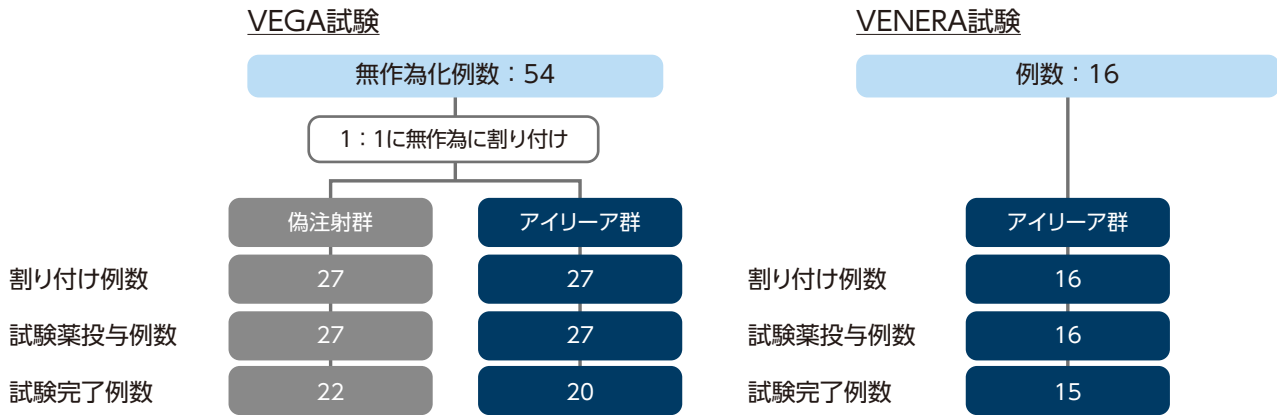 VEGA試験
無作為化例数：54
1：1に無作為に割り付け
偽注射群
アイリーア群
割り付け例数
27
27
試験薬投与例数
27
27
試験完了例数
22
20
VENERA試験
例数：16
アイリーア群
割り付け例数
16
試験薬投与例数
16
試験完了例数
15